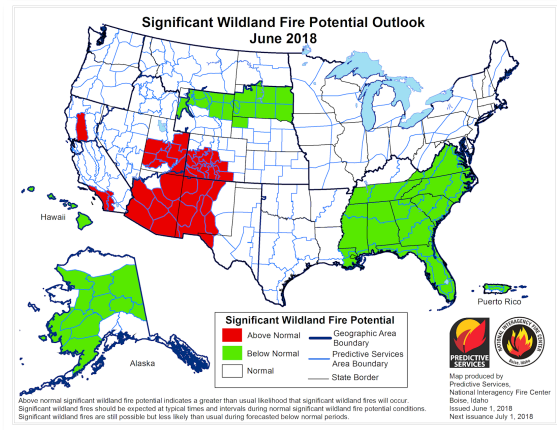 Significant Wildland Fire Potential Outlook
June 2018
Hawaii
Alaska
Puerto Rico
Significant Wildland Fire Potential
Above Normal
Below Normal
Normal
Geographic Area
Boundary
Predictive Services
Area Boundary
State Border
PREDICTIVE
SERVICES
NATIONAL INTERAGENCY FIRE CENTER
Boise, Idaho
Map produced by
Predictive Services,
National Interagency Fire Center
Boise, Idaho
Issued June 1, 2018
Next issuance July 1, 2018
Above normal significant wildland fire potential indicates a greater than usual likelihood that significant wildland fires will occur.
Significant wildland fires should be expected at typical times and intervals during normal significant wildland fire potential conditions.
Significant wildland fires are still possible but less likely than usual during forecasted below normal periods.